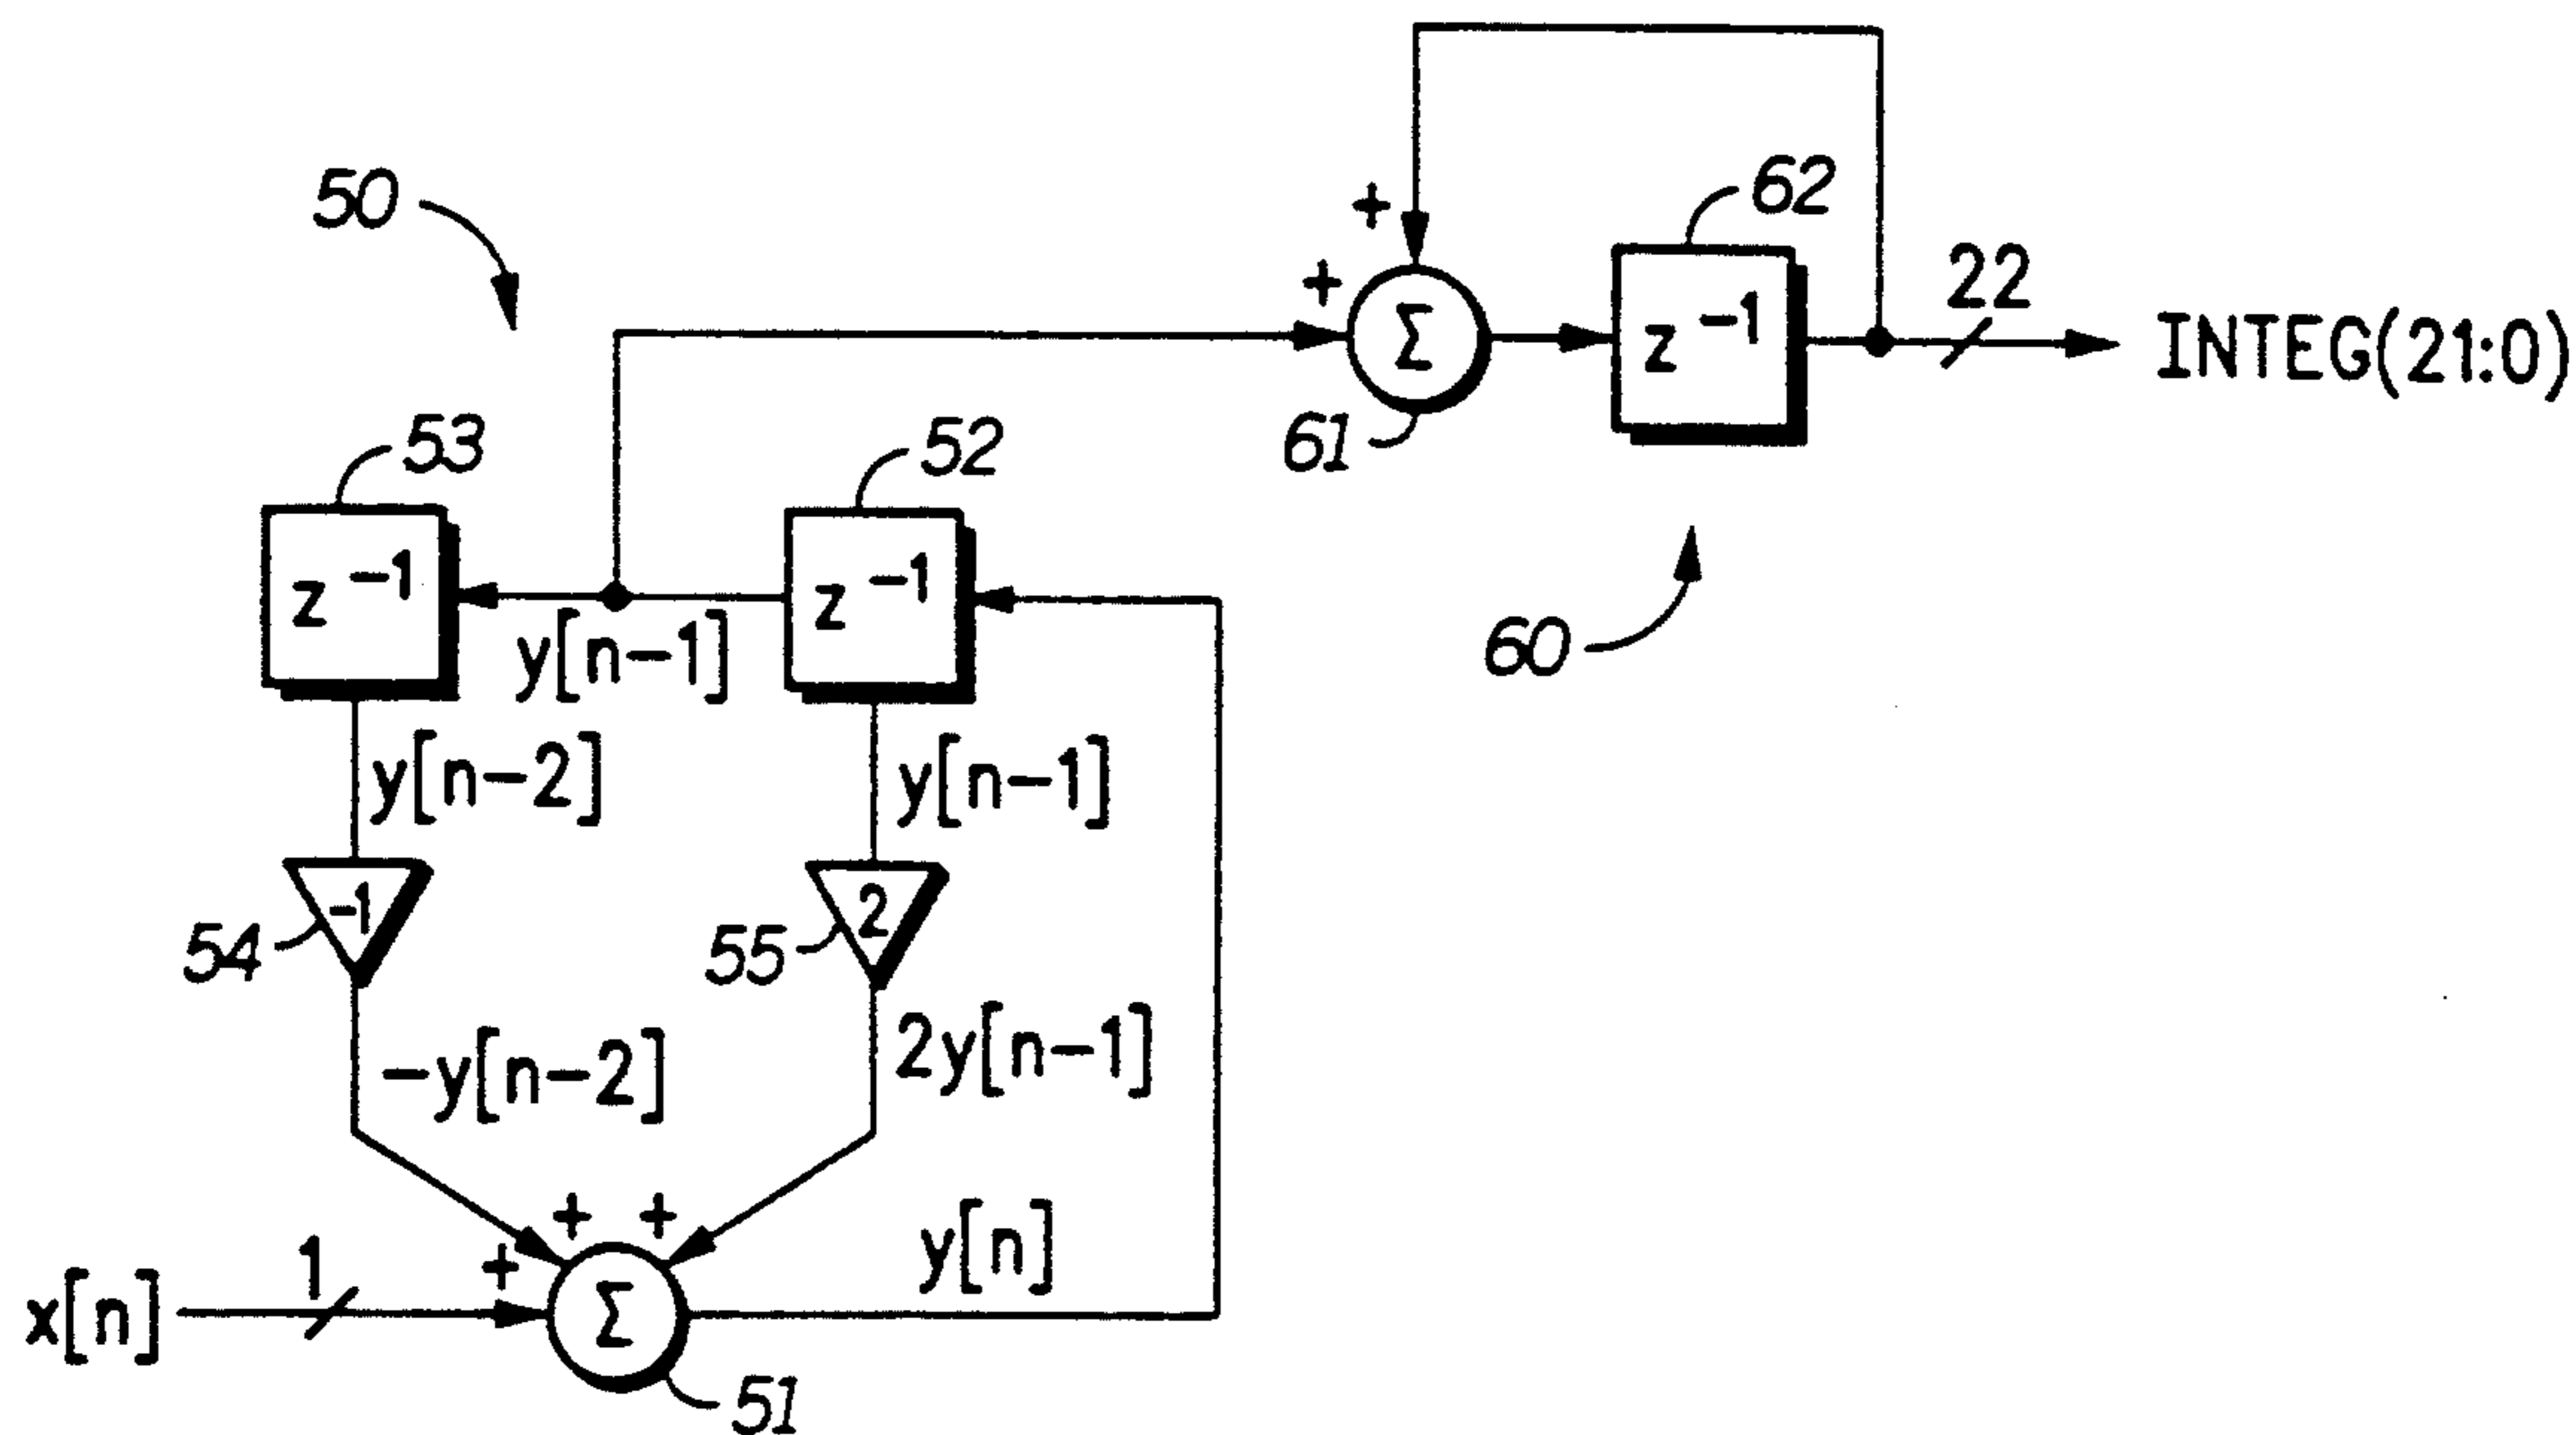 50
+
+
Σ
61
z⁻¹
62
22
INTEG(21:0)
60
53
z⁻¹
y[n-1]
52
z⁻¹
y[n-2]
y[n-1]
54
-1
55
2
-y[n-2]
2y[n-1]
x[n]
1
+
+
+
Σ
51
y[n]